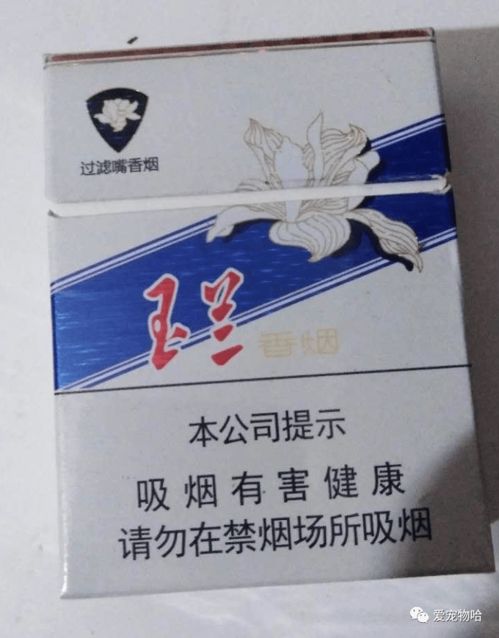 过滤嘴香烟
玉兰 香烟
本公司提示
吸烟有害健康
请勿在禁烟场所吸烟
爱宠物哈